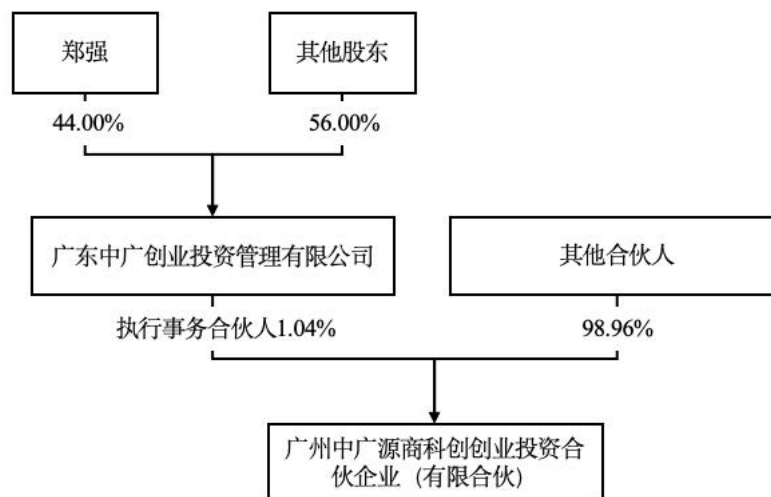 郑强
其他股东
44.00%
56.00%
广东中广创业投资管理有限公司
其他合伙人
执行事务合伙人1.04%
98.96%
广州中广源商科创创业投资合
伙企业（有限合伙）